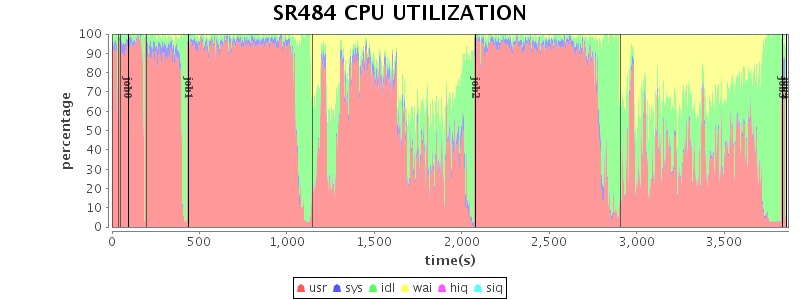 SR484 CPU UTILIZATION
percentage
100
90
80
70
60
50
40
30
20
10
0
job0
job1
job2
0
500
1,000
1,500
2,000
2,500
3,000
3,500
time(s)
usr sys idl wai hiq siq